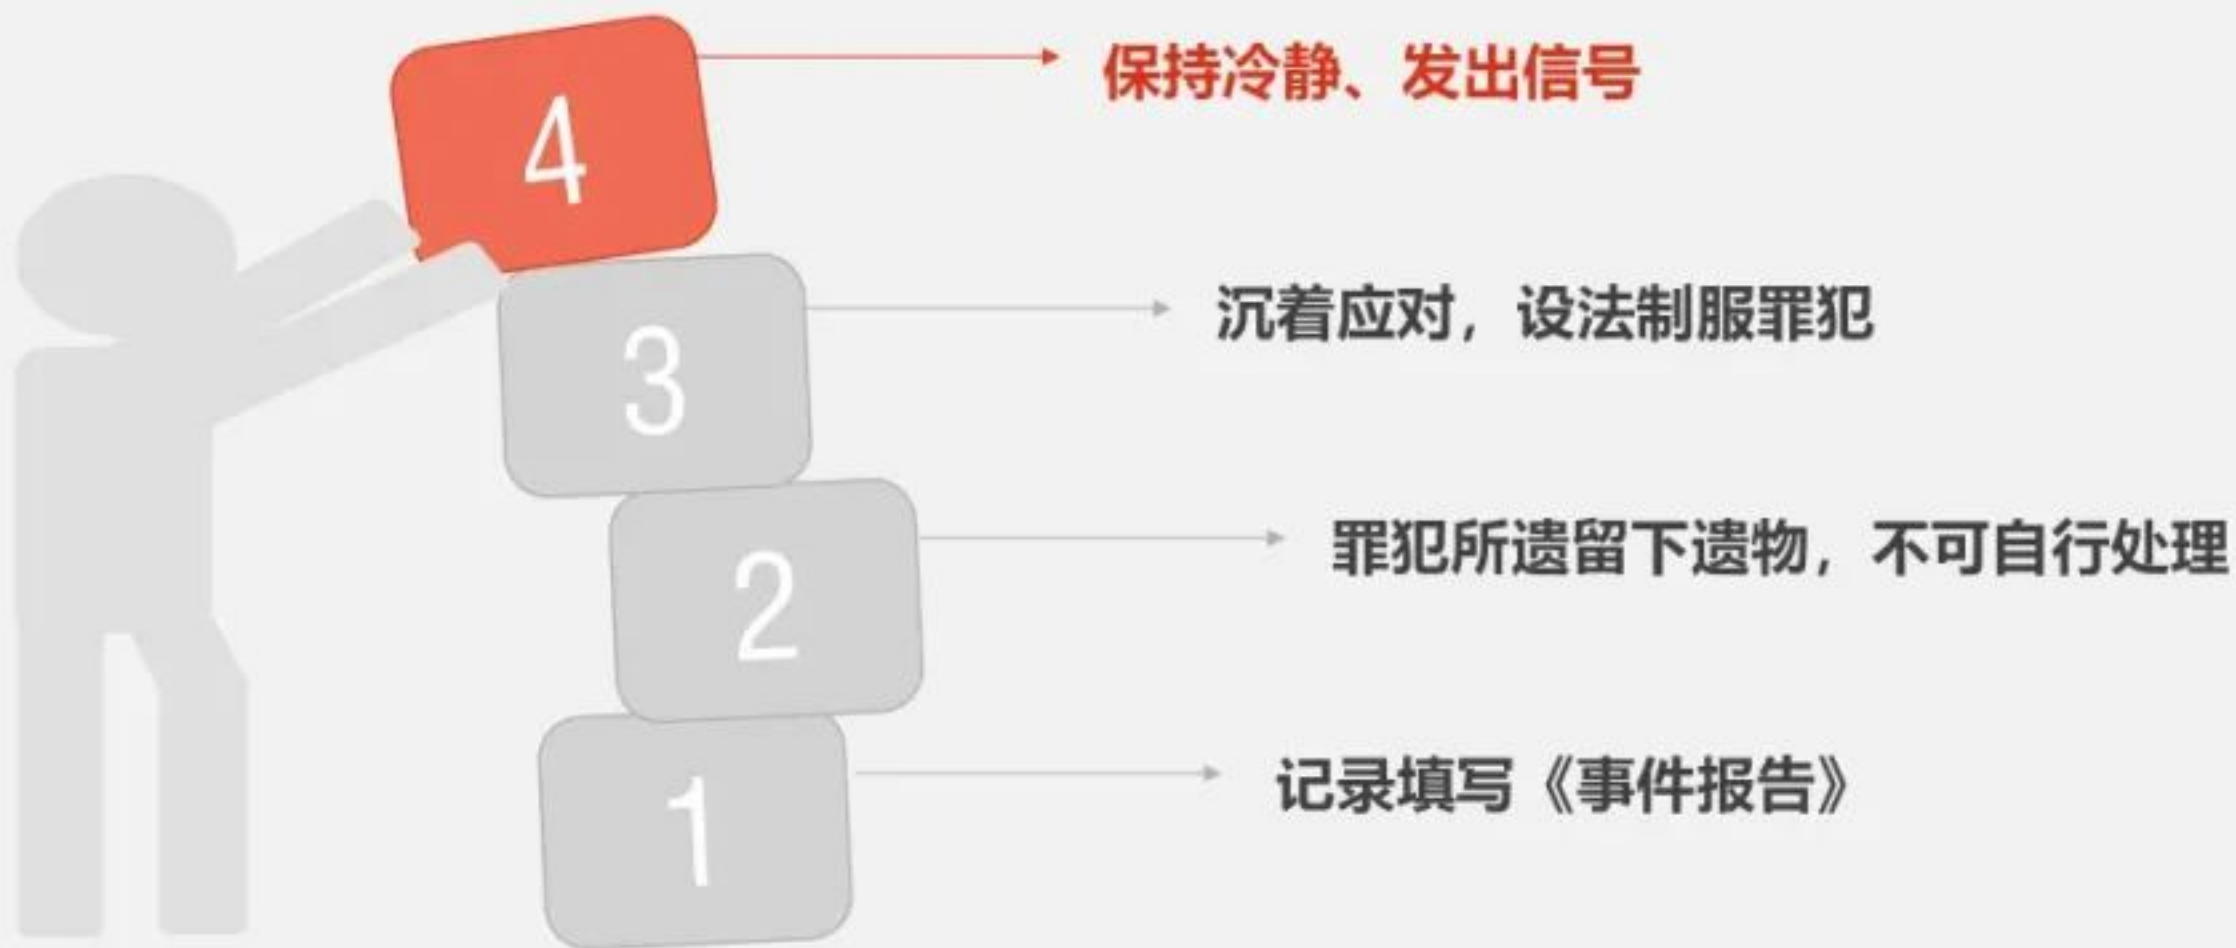 4
保持冷静、发出信号
3
沉着应对，设法制服罪犯
2
罪犯所遗留下遗物，不可自行处理
1
记录填写《事件报告》